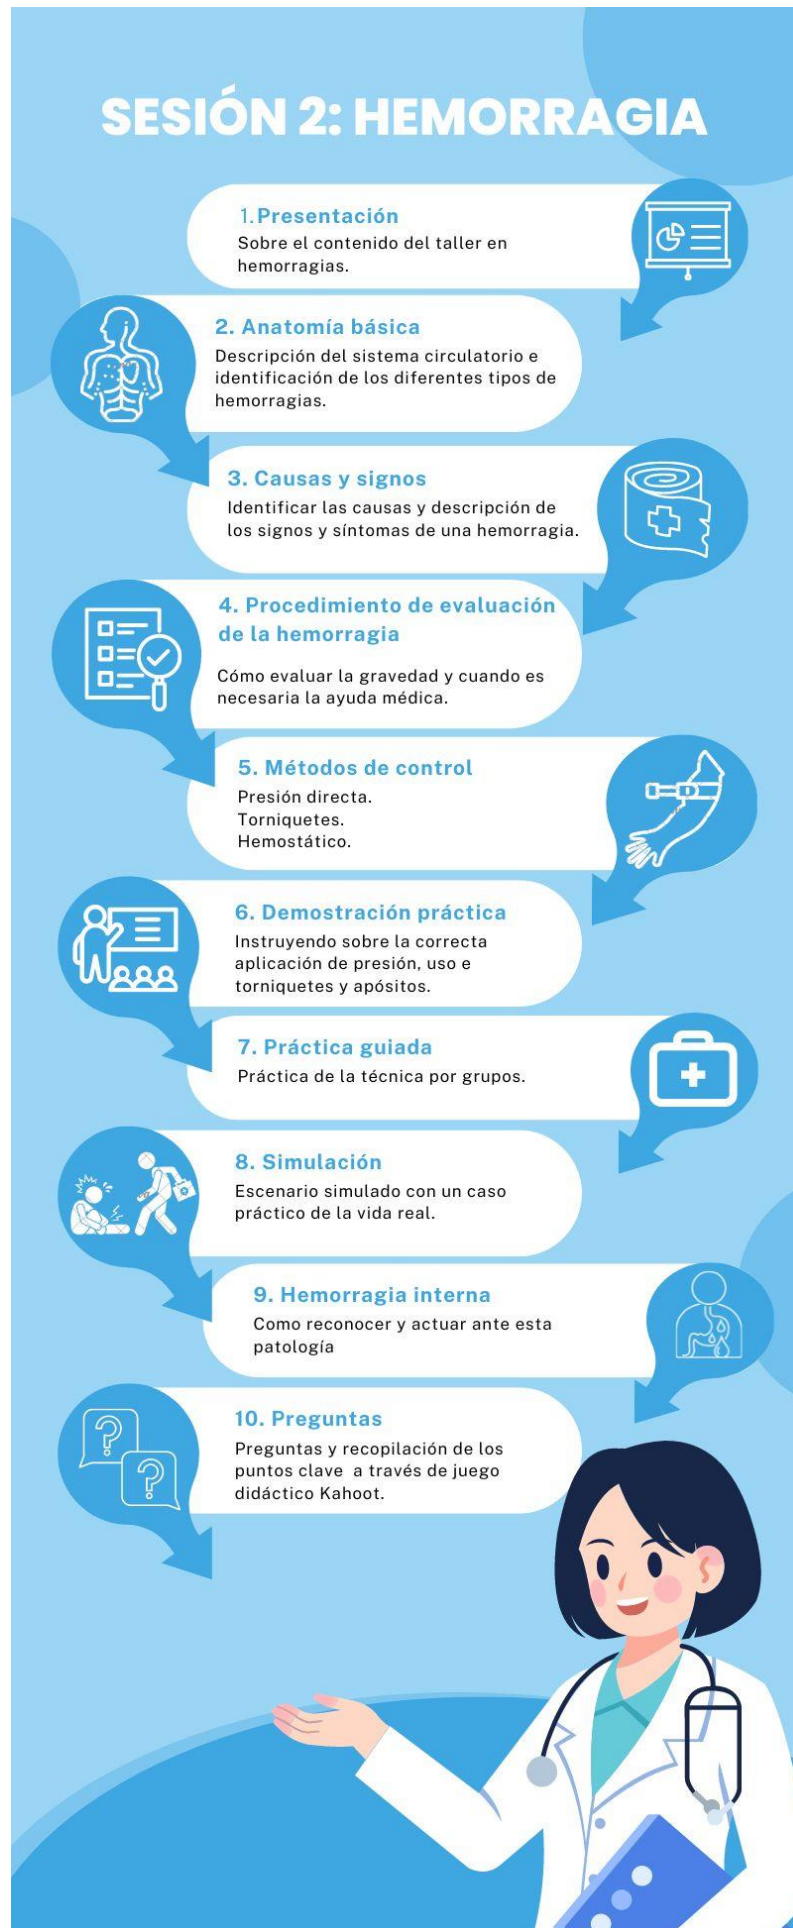 SESIÓN 2: HEMORRAGIA
1. Presentación
Sobre el contenido del taller en
hemorragias.
2. Anatomía básica
Descripción del sistema circulatorio e
identificación de los diferentes tipos de
hemorragias.
3. Causas y signos
Identificar las causas y descripción de
los signos y síntomas de una hemorragia.
4. Procedimiento de evaluación
de la hemorragia
Cómo evaluar la gravedad y cuando es
necesaria la ayuda médica.
5. Métodos de control
Presión directa.
Torniquetes.
Hemostático.
6. Demostración práctica
Instruyendo sobre la correcta
aplicación de presión, uso e
torniquetes y apósitos.
7. Práctica guiada
Práctica de la técnica por grupos.
8. Simulación
Escenario simulado con un caso
práctico de la vida real.
9. Hemorragia interna
Como reconocer y actuar ante esta
patología
10. Preguntas
Preguntas y recopilación de los
puntos clave a través de juego
didáctico Kahoot.